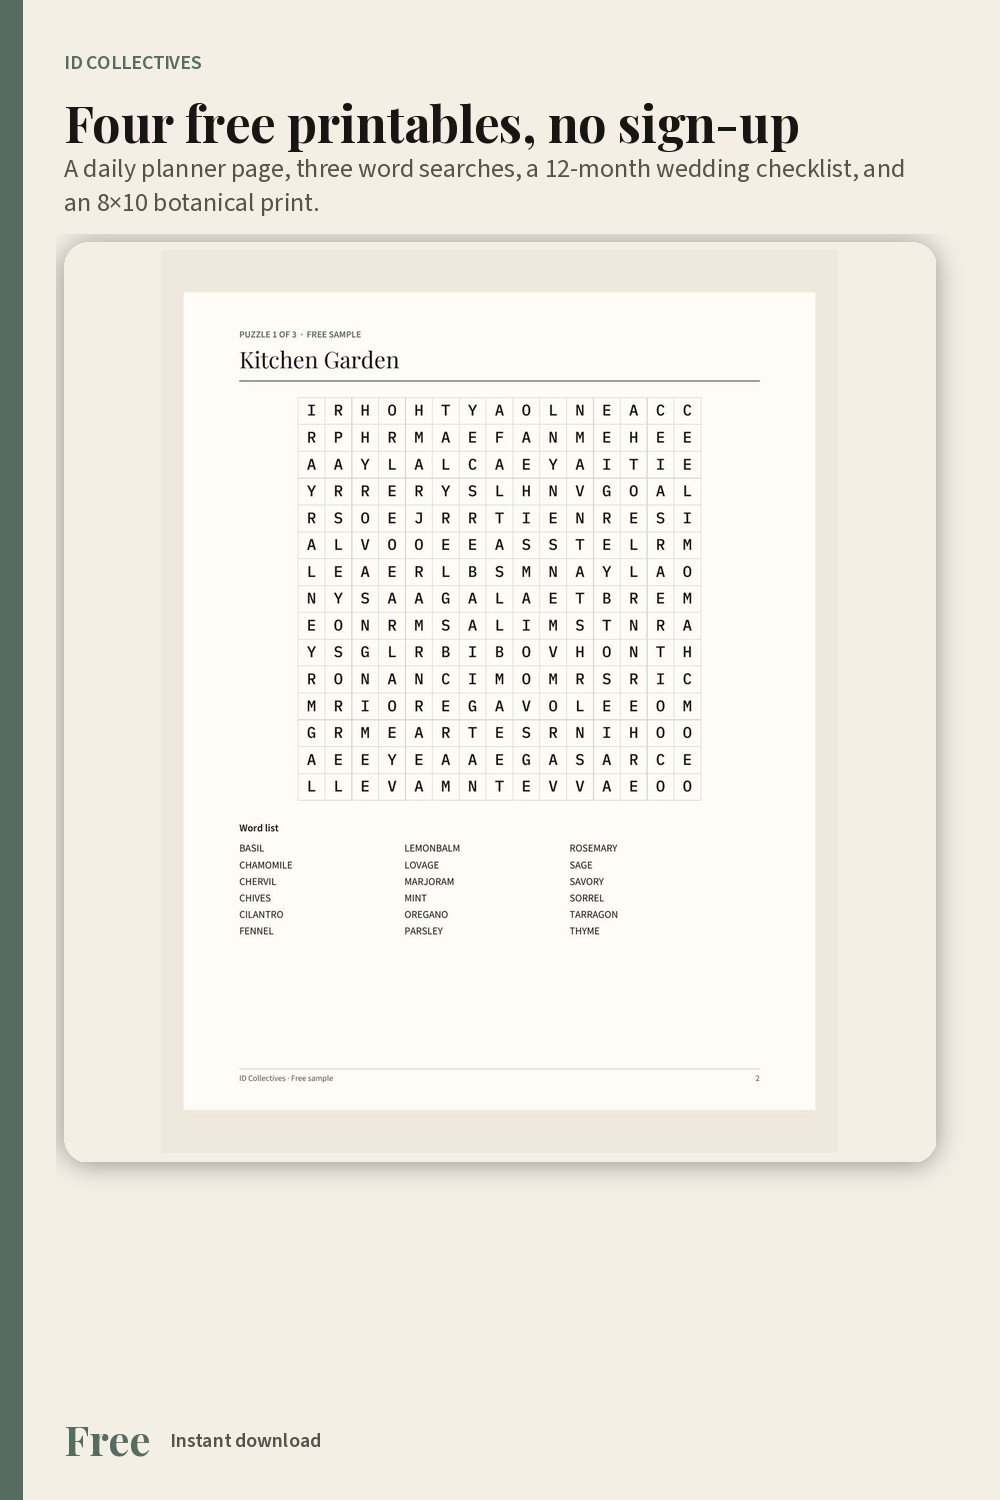 ID COLLECTIVES
Four free printables, no sign-up
A daily planner page, three word searches, a 12-month wedding checklist, and
an 8×10 botanical print.
PUZZLE 1 OF 3 · FREE SAMPLE
Kitchen Garden
I R H O H T Y A O L N E A C C
R P H R M A E F A N M E H E E
A A Y L A L C A E Y A I T I E
Y R R E R Y S L H N V G O A L
R S O E J R R T I E N R E S I
A L V O O E E A S S T E L R M
L E A E R L B S M N A Y L A O
N Y S A A G A L A E T B R E M
E O N R M S A L I M S T N R A
Y S G L R B I B O V H O N T H
R O N A N C I M O M R S R I C
M R I O R E G A V O L E E O M
G R M E A R T E S R N I H O O
A E E Y E A A E G A S A R C E
L L E V A M N T E V V A E O O
Word list
BASIL LEMONBALM ROSEMARY
CHAMOMILE LOVAGE SAGE
CHERVIL MARJORAM SAVORY
CHIVES MINT SORREL
CILANTRO OREGANO TARRAGON
FENNEL PARSLEY THYME
ID Collectives · Free sample 2
Free Instant download